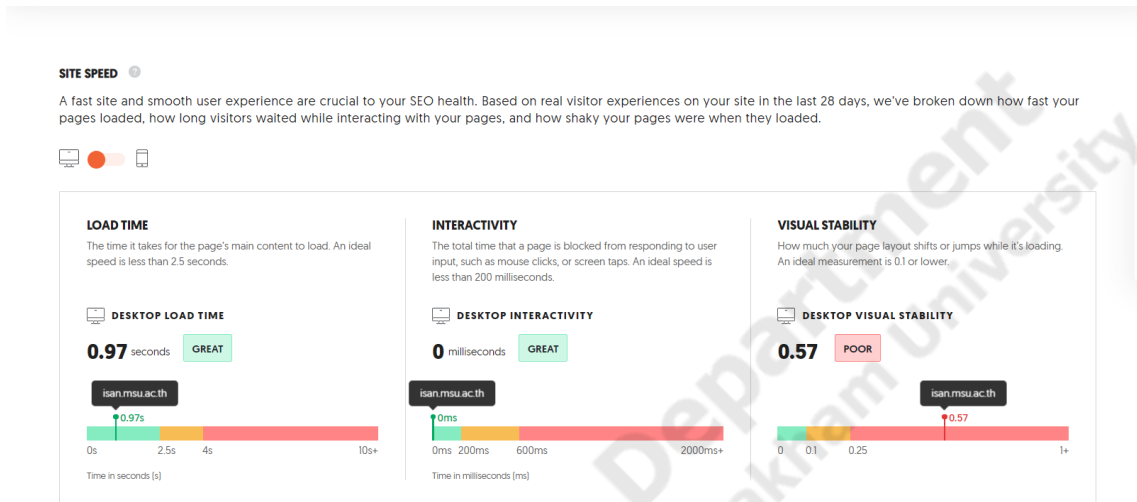 SITE SPEED ?
A fast site and smooth user experience are crucial to your SEO health. Based on real visitor experiences on your site in the last 28 days, we've broken down how fast your
pages loaded, how long visitors waited while interacting with your pages, and how shaky your pages were when they loaded.
LOAD TIME
The time it takes for the page's main content to load. An ideal
speed is less than 2.5 seconds.
DESKTOP LOAD TIME
0.97 seconds GREAT
isan.msu.ac.th
0.97s
0s 2.5s 4s 10s+
Time in seconds (s)
INTERACTIVITY
The total time that a page is blocked from responding to user
input, such as mouse clicks, or screen taps. An ideal speed is
less than 200 milliseconds.
DESKTOP INTERACTIVITY
0 milliseconds GREAT
isan.msu.ac.th
0ms
0ms 200ms 600ms 2000ms+
Time in milliseconds (ms)
VISUAL STABILITY
How much your page layout shifts or jumps while it's loading.
An ideal measurement is 0.1 or lower.
DESKTOP VISUAL STABILITY
0.57 POOR
isan.msu.ac.th
0.57
0 0.1 0.25 1+
Department
University